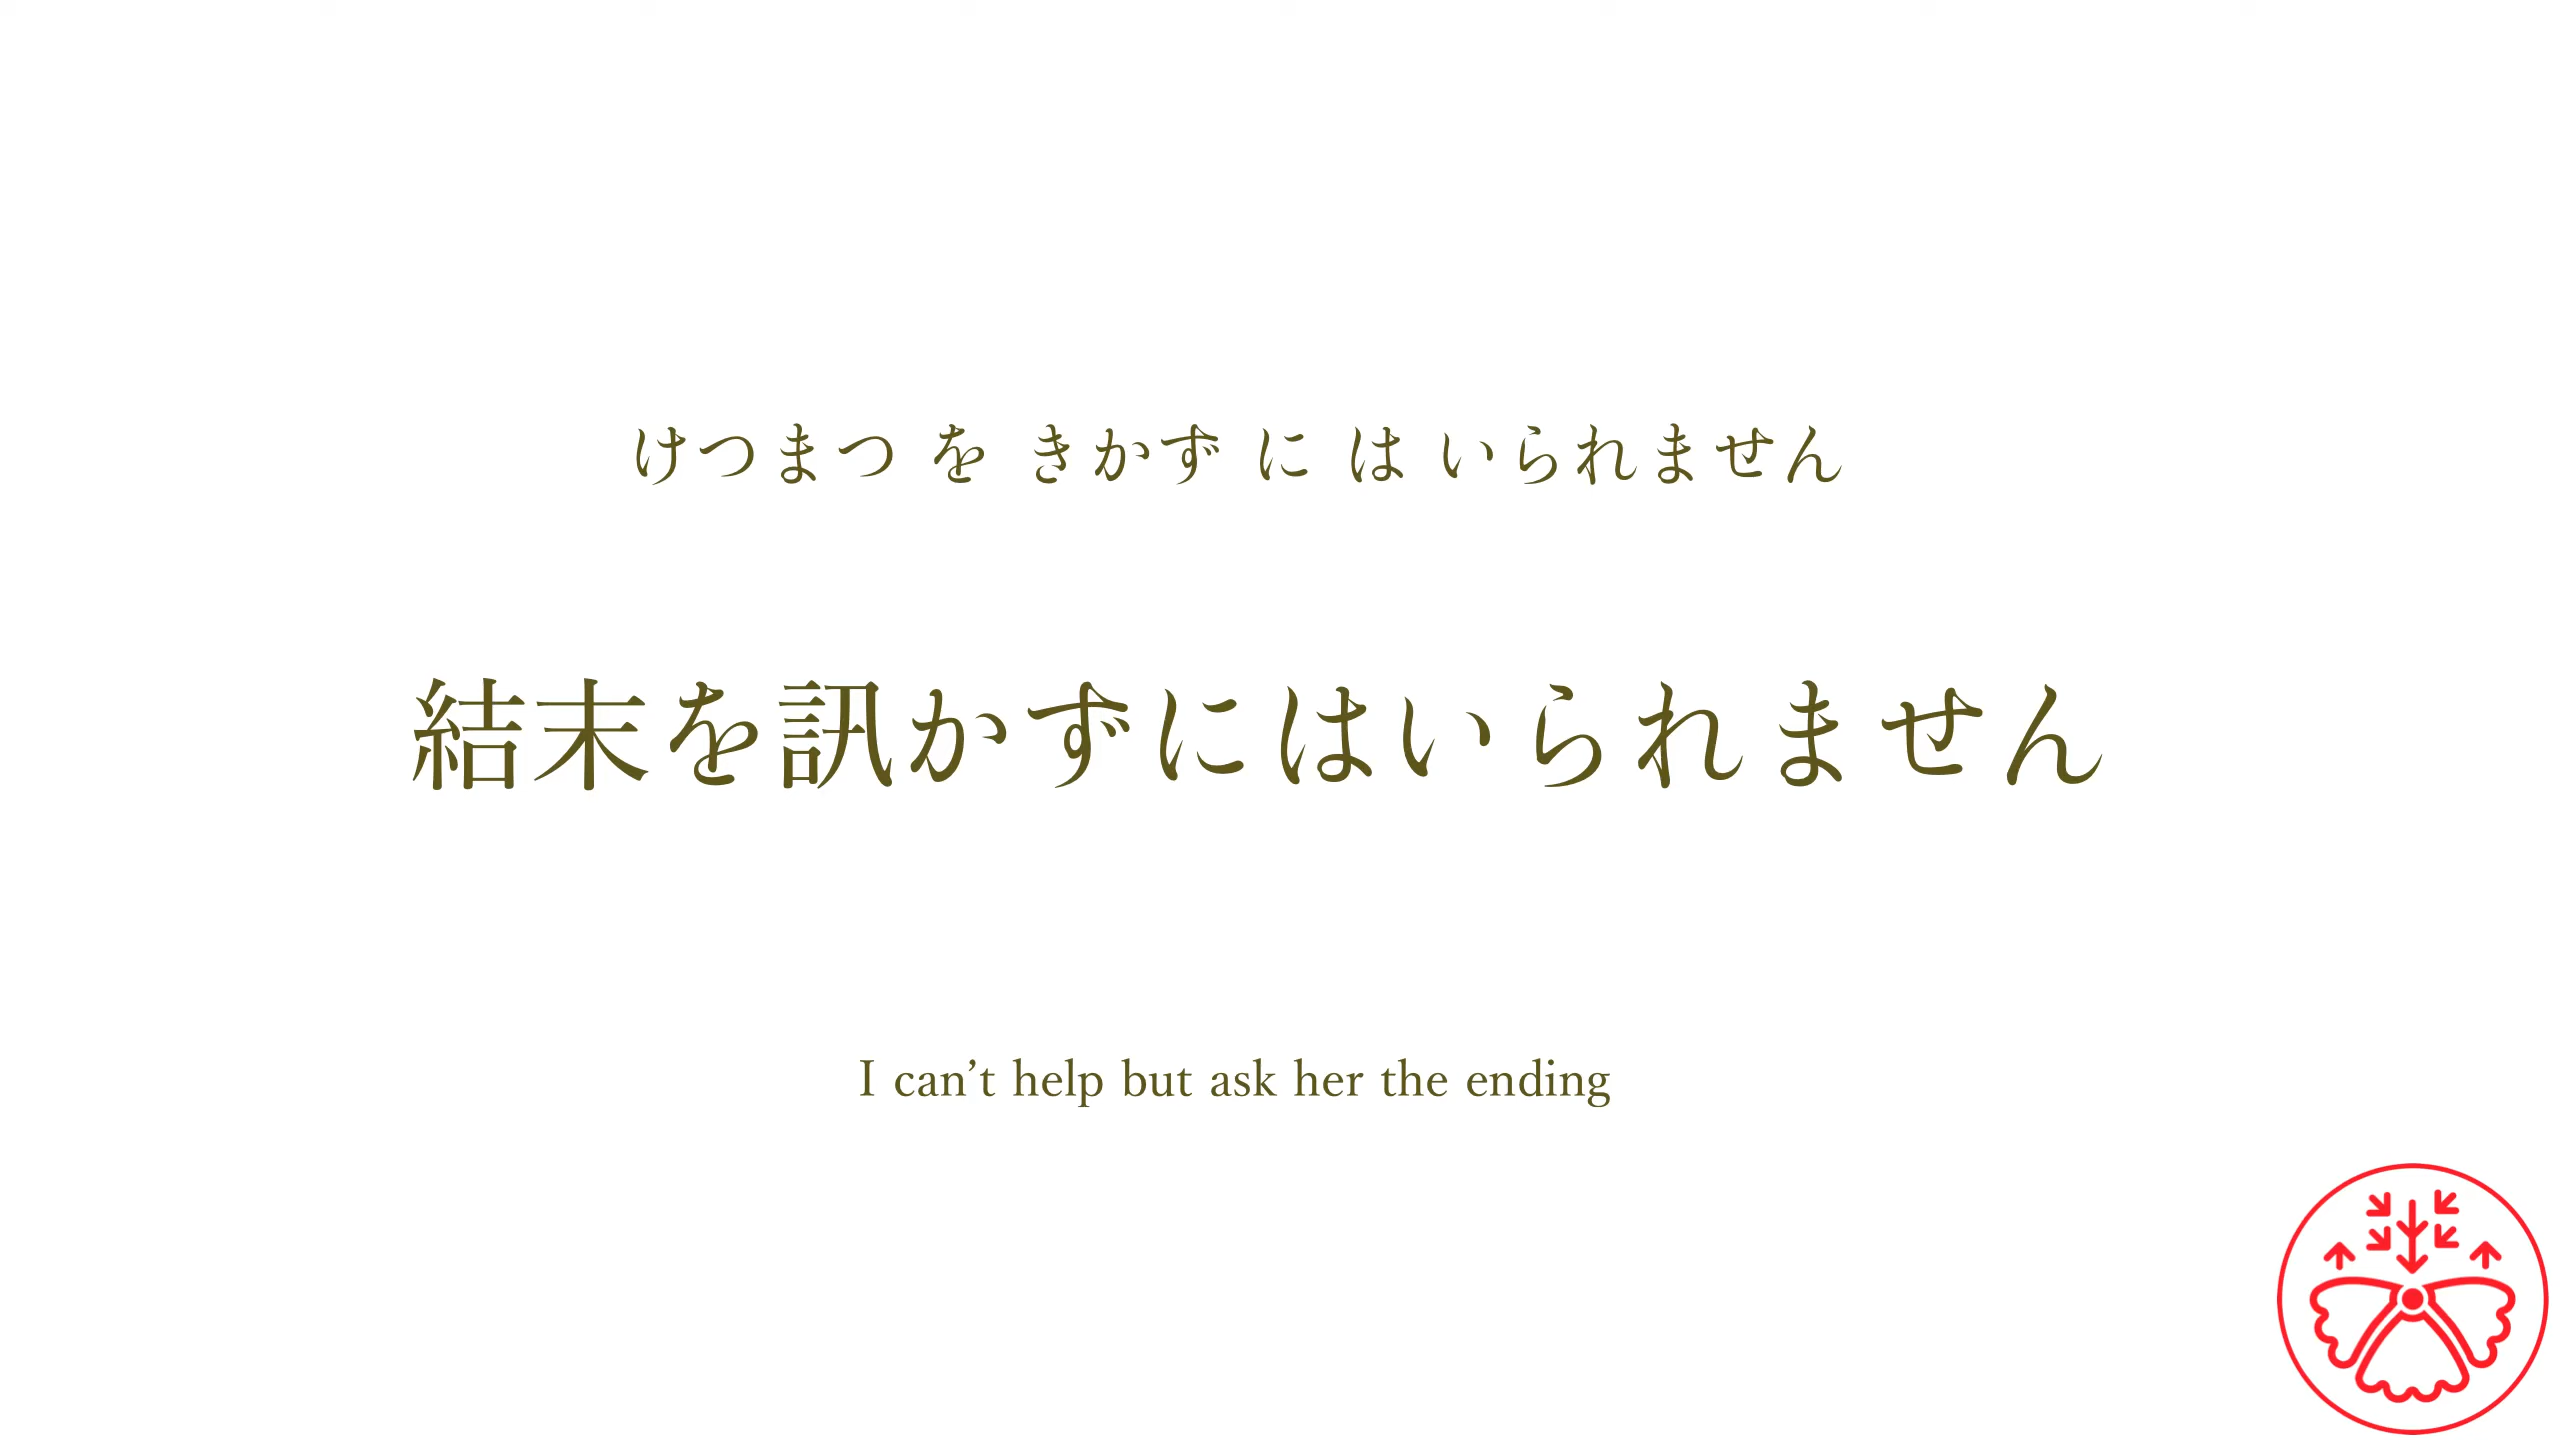 けつまつ を きかず に は いられません
結末を訊かずにはいられません
I can’t help but ask her the ending